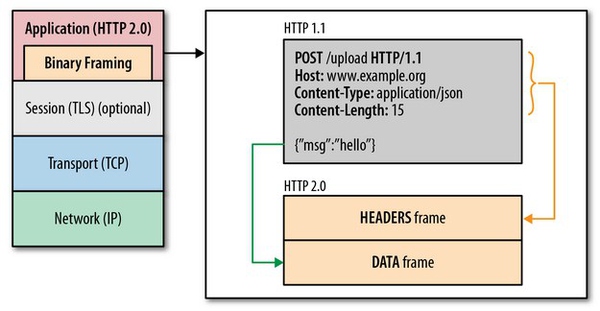 Application (HTTP 2.0)
Binary Framing
Session (TLS) (optional)
Transport (TCP)
Network (IP)
HTTP 1.1
POST /upload HTTP/1.1
Host: www.example.org
Content-Type: application/json
Content-Length: 15
{"msg":"hello"}
HTTP 2.0
HEADERS frame
DATA frame